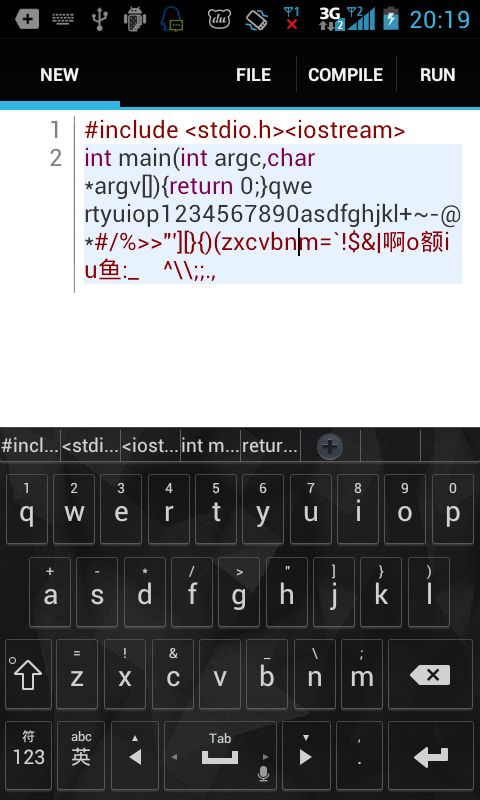 3G 2 20:19
NEW FILE COMPILE RUN
1 #include <stdio.h><iostream>
2 int main(int argc,char
*argv[]){return 0;}qwe
rtyuiop1234567890asdfghjkl+~-@
*#/%>>"'][}{)(zxcvbnm=`!$&|啊o额i
u鱼:_ ^\\;;.,
#incl... <stdi... <iost... int m... retur...
1 2 3 4 5 6 7 8 9 0
q w e r t y u i o p
+ - * / > " ] } )
a s d f g h j k l
= ! & _ \ ;
z x c v b n m
符 abc Tab ,
123 英 .